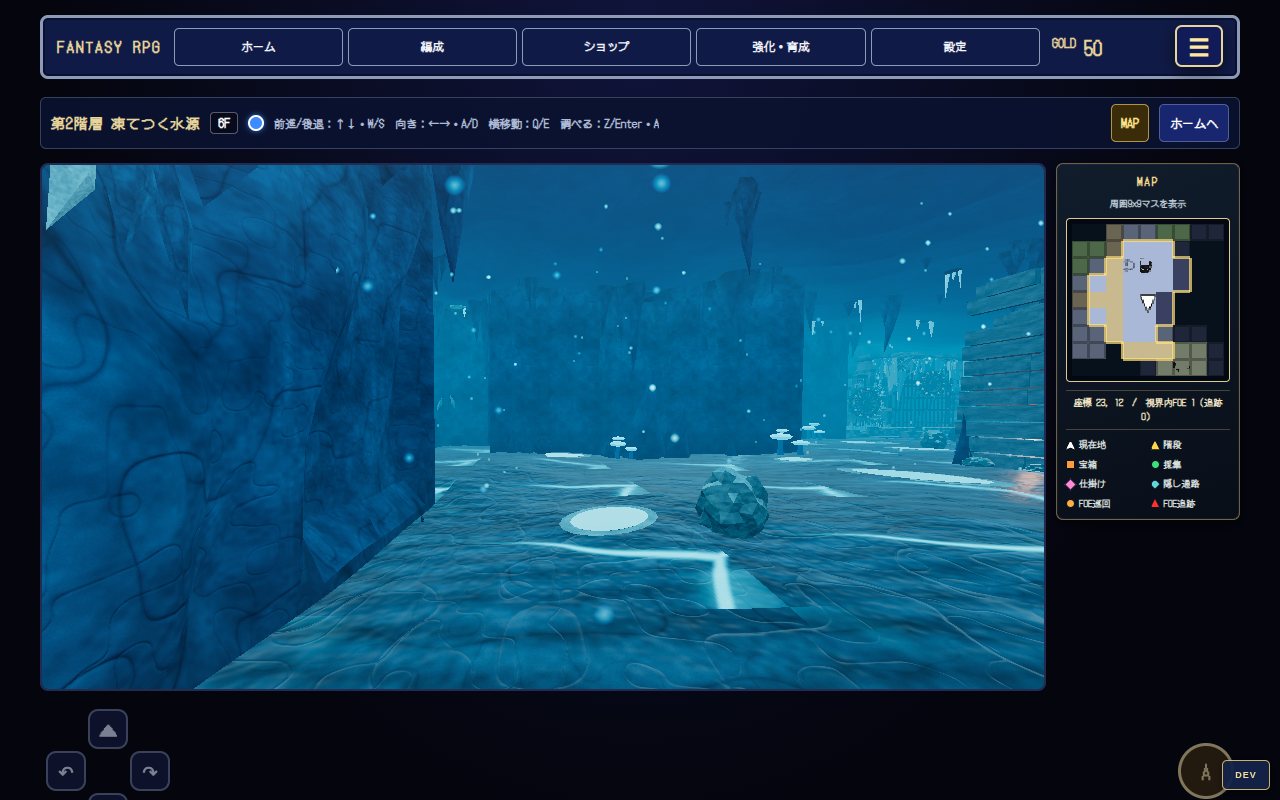 FANTASY RPG
ホーム
編成
ショップ
強化・育成
設定
GOLD 50
第2階層 凍てつく水源
6F
前進/後退：↑↓・W/S 向き：←→・A/D 横移動：Q/E 調べる：Z/Enter・A
MAP
ホームへ
MAP
周囲9x9マスを表示
座標 23, 12 / 視界内FOE 1 (追跡
0)
現在地
階段
宝箱
採集
仕掛け
隠し通路
FOE巡回
FOE追跡
A
DEV